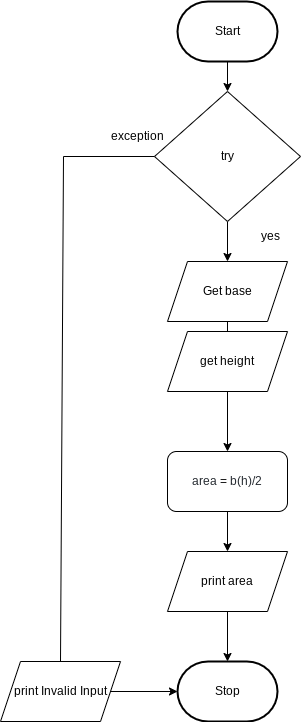 Start
exception
try
yes
Get base
get height
area = b(h)/2
print area
print Invalid Input
Stop